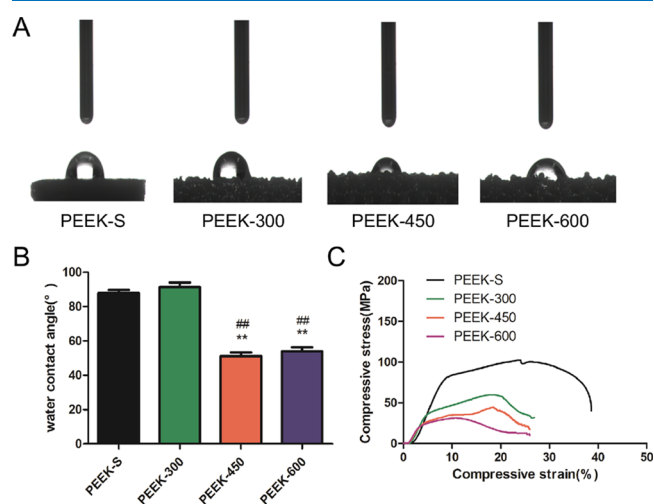 A
PEEK-S PEEK-300 PEEK-450 PEEK-600
B
water contact angle(°)
100
80
60
40
20
0
##
**
##
**
PEEK-S
PEEK-300
PEEK-450
PEEK-600
C
Compressive stress(MPa)
200
150
100
50
0
PEEK-S
PEEK-300
PEEK-450
PEEK-600
0 10 20 30 40 50
Compressive strain(%)